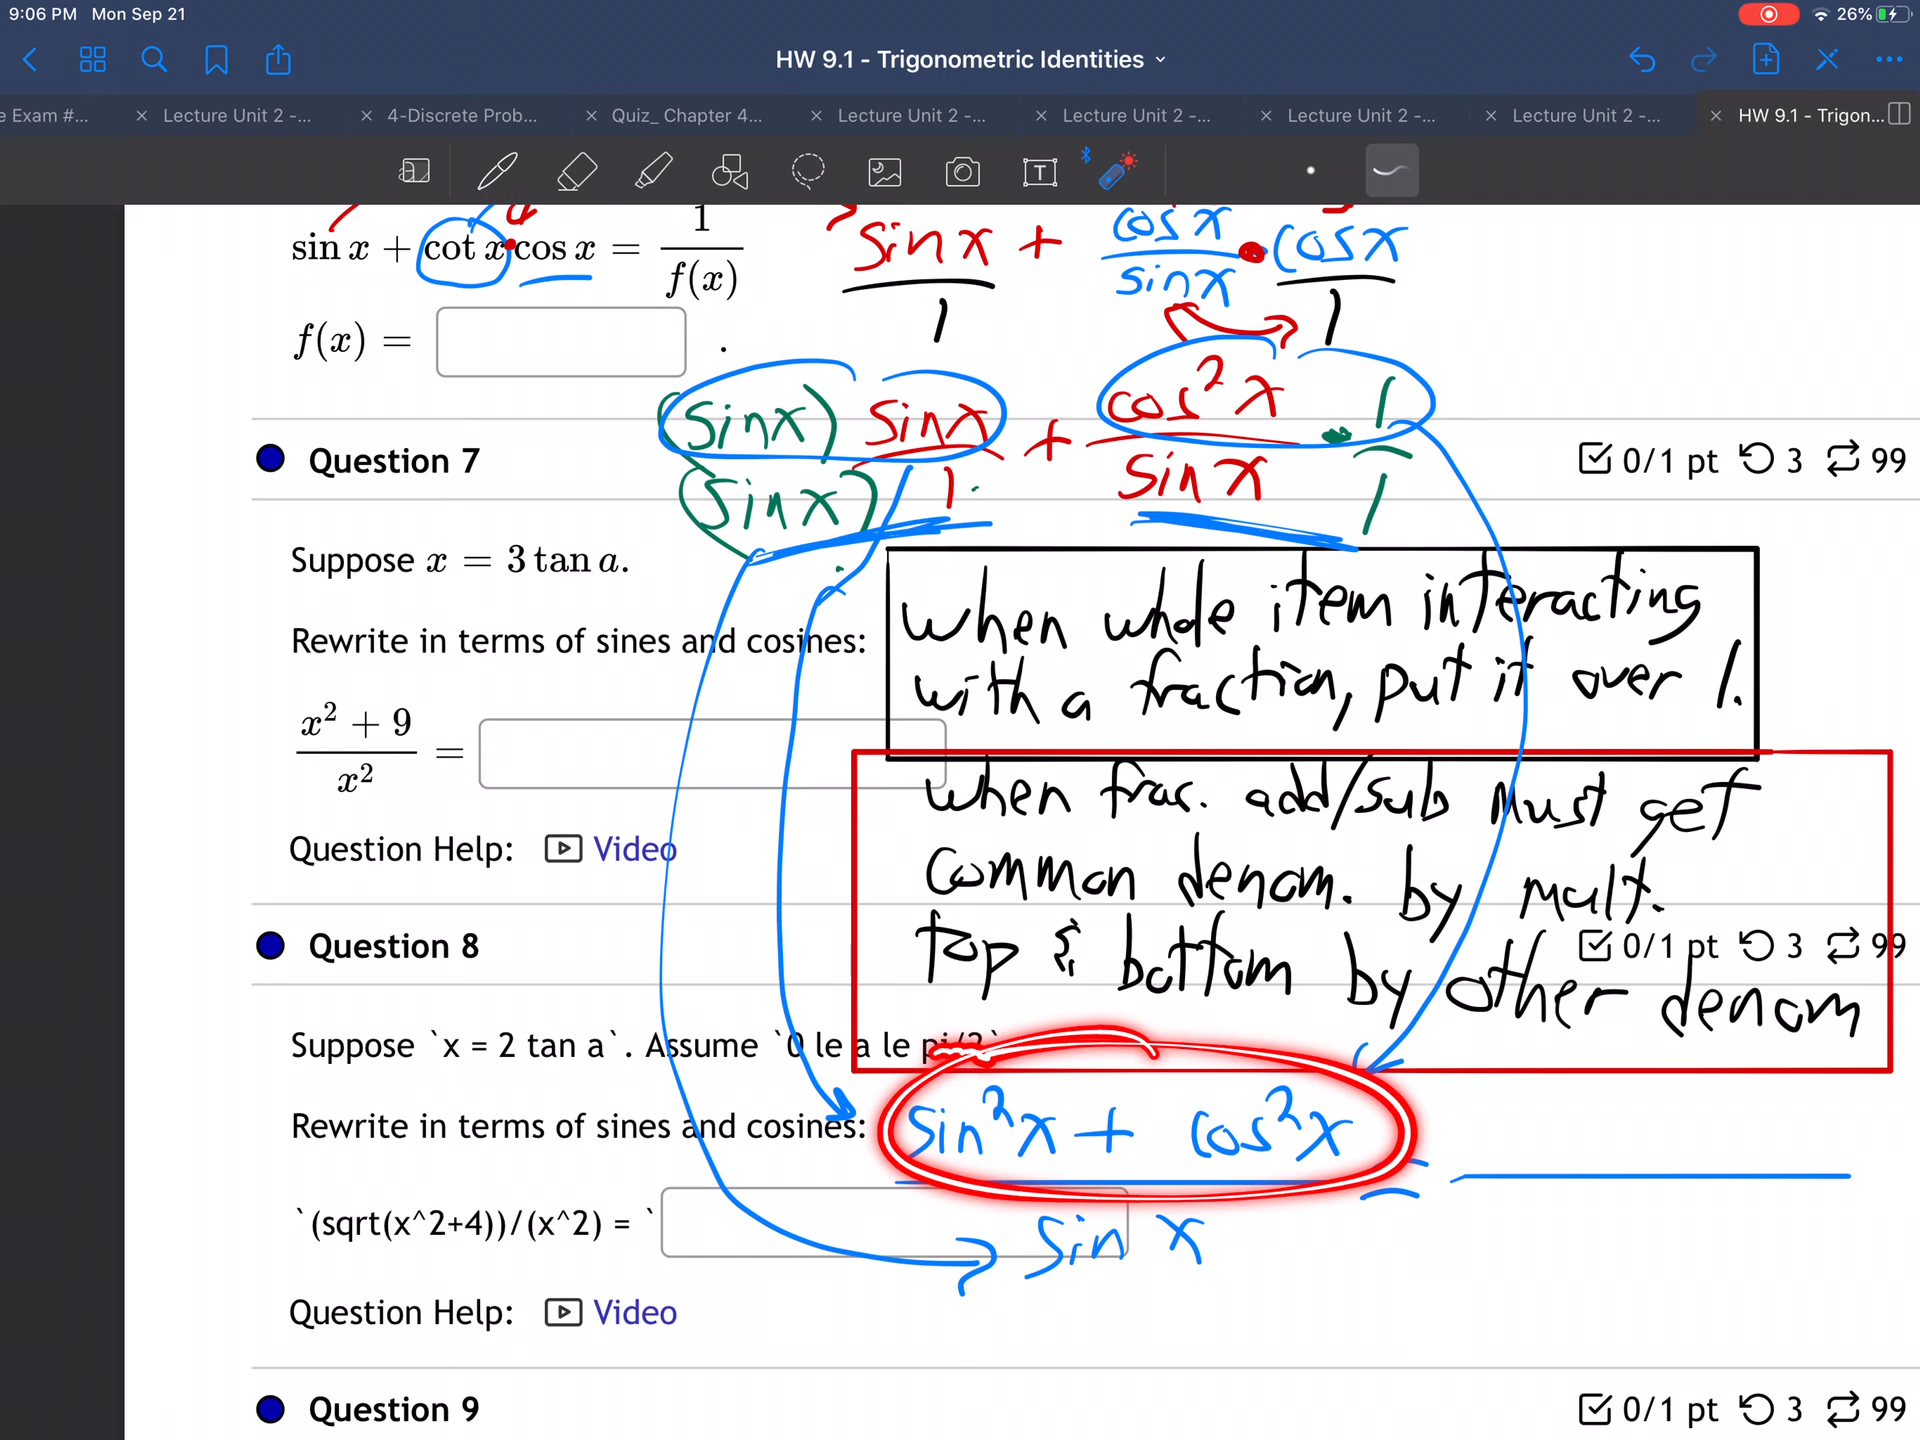 9:06 PM Mon Sep 21
26%
HW 9.1 - Trigonometric Identities
e Exam #...
Lecture Unit 2 -...
4-Discrete Prob...
Quiz_ Chapter 4...
Lecture Unit 2 -...
Lecture Unit 2 -...
Lecture Unit 2 -...
Lecture Unit 2 -...
HW 9.1 - Trigon...
sin x + cot x • cos x = 1/f(x)
sin x/1 + cos x/sin x • cos x/1
f(x) = .
(sin x) sin x/(sin x) 1 + cos² x/sin x • 1/1
Question 7
0/1 pt 3 99
Suppose x = 3 tan a.
when whole item interacting
with a fraction, put it over 1.
Rewrite in terms of sines and cosines:
x² + 9/x² =
when frac. add/sub must get
common denom. by mult.
top & bottom by other denom
Question Help: Video
Question 8
0/1 pt 3 99
Suppose `x = 2 tan a`. Assume `0 le a le pi/2`
Rewrite in terms of sines and cosines:
sin²x + cos²x
sin x
`(sqrt(x^2+4))/(x^2) = `
Question Help: Video
Question 9
0/1 pt 3 99